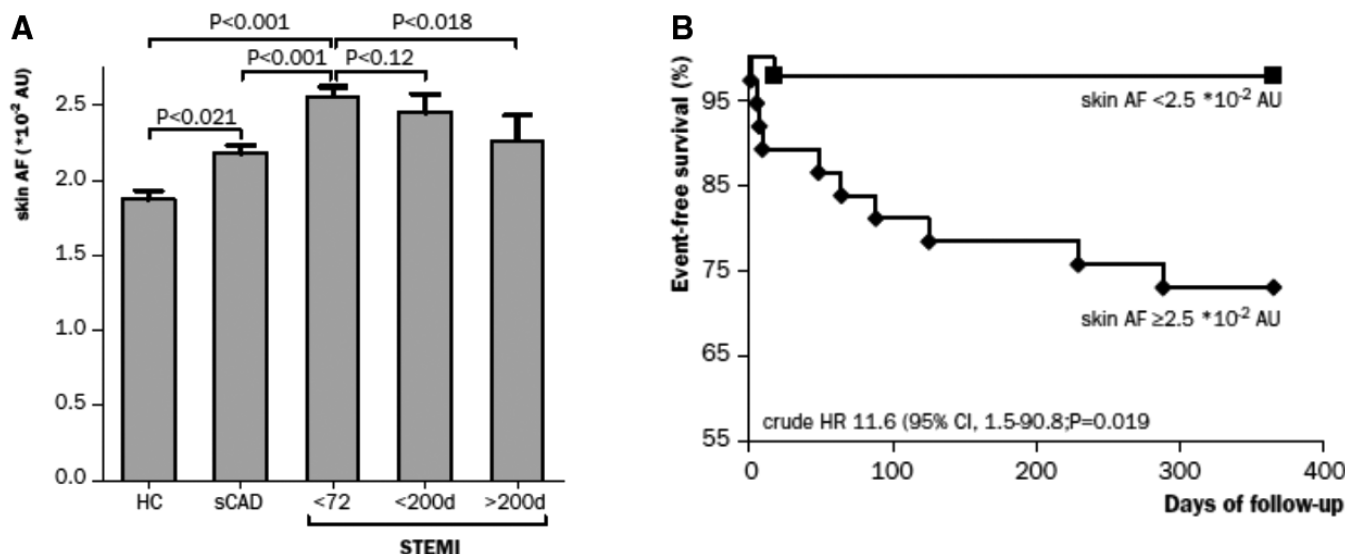 A
P<0.001
P<0.018
P<0.001
P<0.12
P<0.021
skin AF (*10⁻² AU)
2.5
2.0
1.5
1.0
0.5
0.0
HC
sCAD
<72
<200d
>200d
STEMI
B
Event-free survival (%)
95
85
75
65
55
skin AF <2.5 *10⁻² AU
skin AF ≥2.5 *10⁻² AU
crude HR 11.6 (95% CI, 1.5-90.8;P=0.019
0
100
200
300
400
Days of follow-up